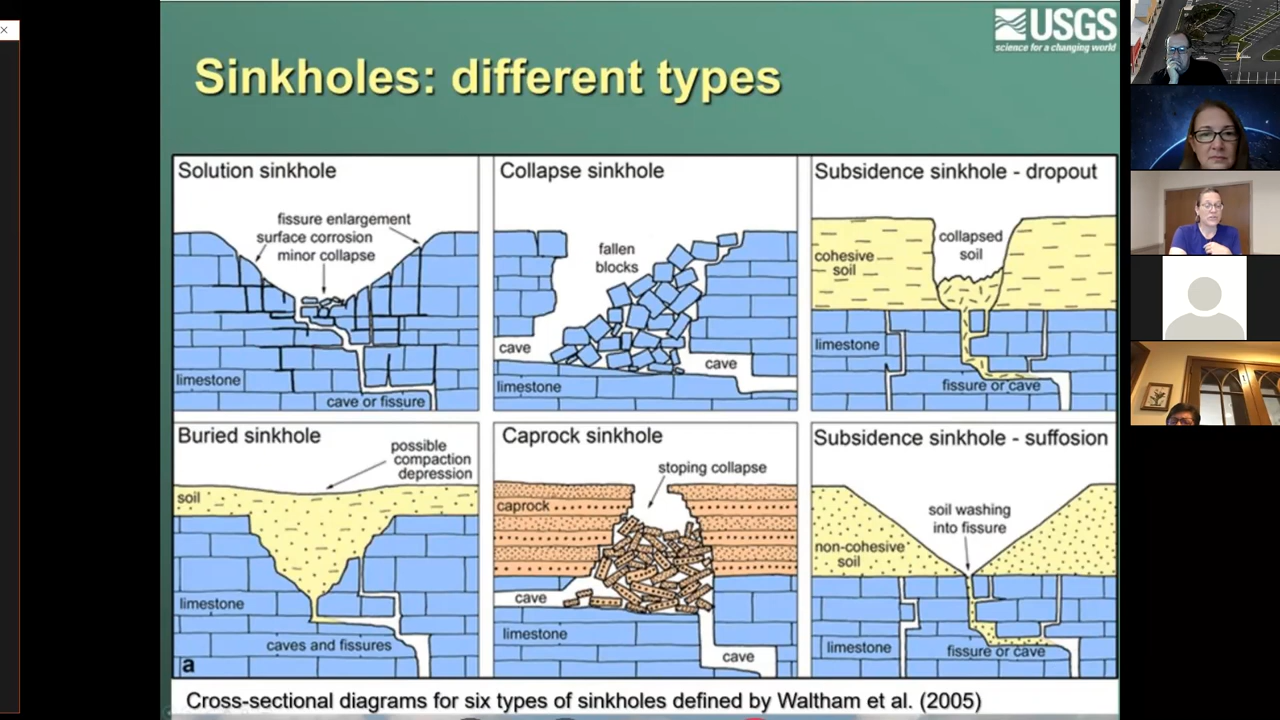 USGS
science for a changing world
Sinkholes: different types
Solution sinkhole
fissure enlargement
surface corrosion
minor collapse
limestone
cave or fissure
Collapse sinkhole
fallen
blocks
cave
cave
limestone
Subsidence sinkhole - dropout
collapsed
soil
cohesive
soil
limestone
fissure or cave
Buried sinkhole
possible
compaction
depression
soil
limestone
caves and fissures
a
Caprock sinkhole
stoping collapse
caprock
cave
limestone
cave
Subsidence sinkhole - suffosion
soil washing
into fissure
non-cohesive
soil
limestone
fissure or cave
Cross-sectional diagrams for six types of sinkholes defined by Waltham et al. (2005)